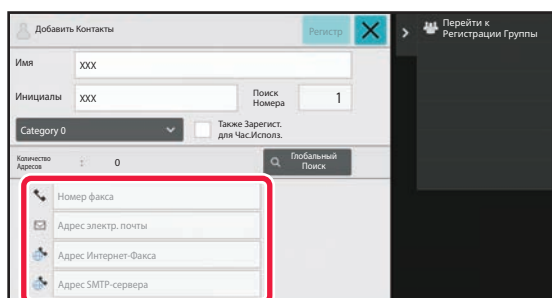 Добавить Контакты
Регистр
Перейти к
Регистрации Группы
Имя
xxx
Инициалы
xxx
Поиск
Номера
1
Category 0
Также Зарегист.
для Час.Исполз.
Количество
Адресов
:
0
Глобальный
Поиск
Номер факса
Адрес электр. почты
Адрес Интернет-Факса
Адрес SMTP-сервера